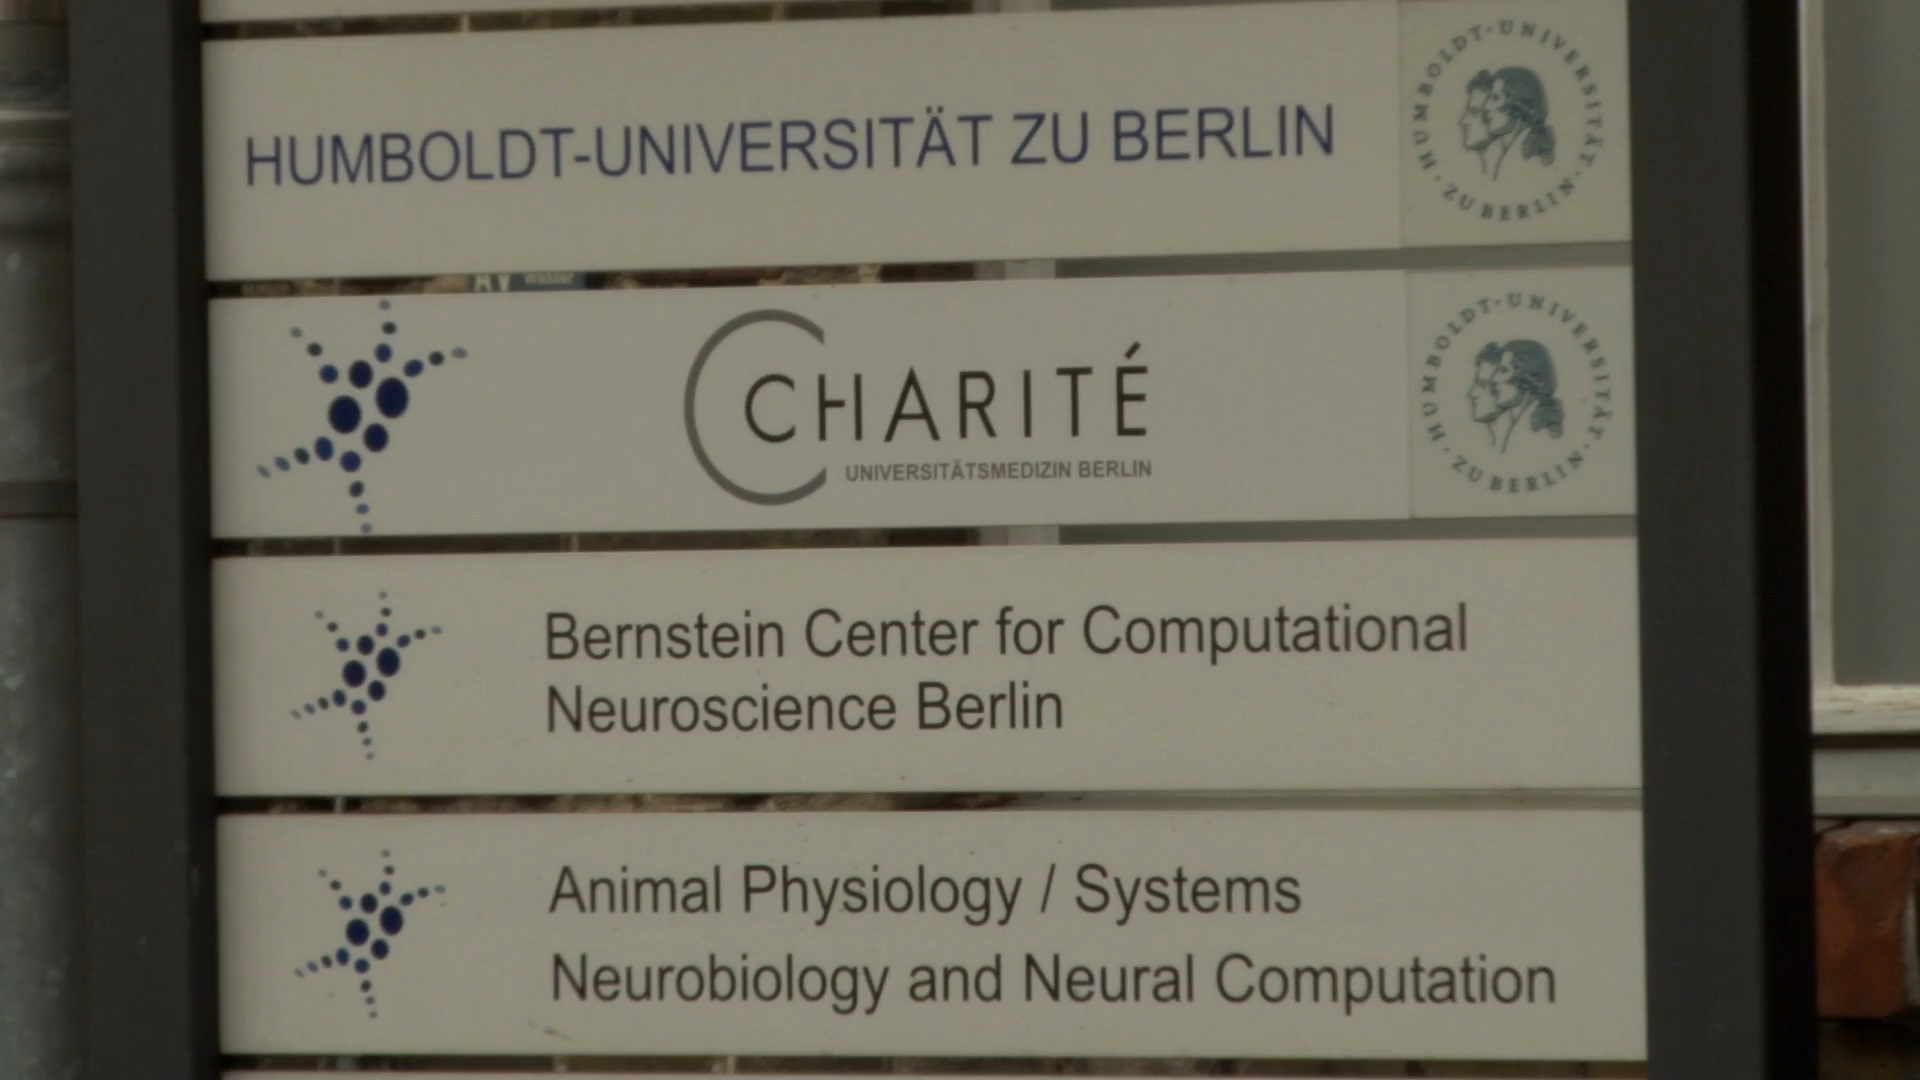 HUMBOLDT-UNIVERSITÄT ZU BERLIN
HUMBOLDT-UNIVERSITÄT · ZU BERLIN ·
Wasser
CHARITÉ
UNIVERSITÄTSMEDIZIN BERLIN
HUMBOLDT-UNIVERSITÄT · ZU BERLIN ·
Bernstein Center for Computational
Neuroscience Berlin
Animal Physiology / Systems
Neurobiology and Neural Computation